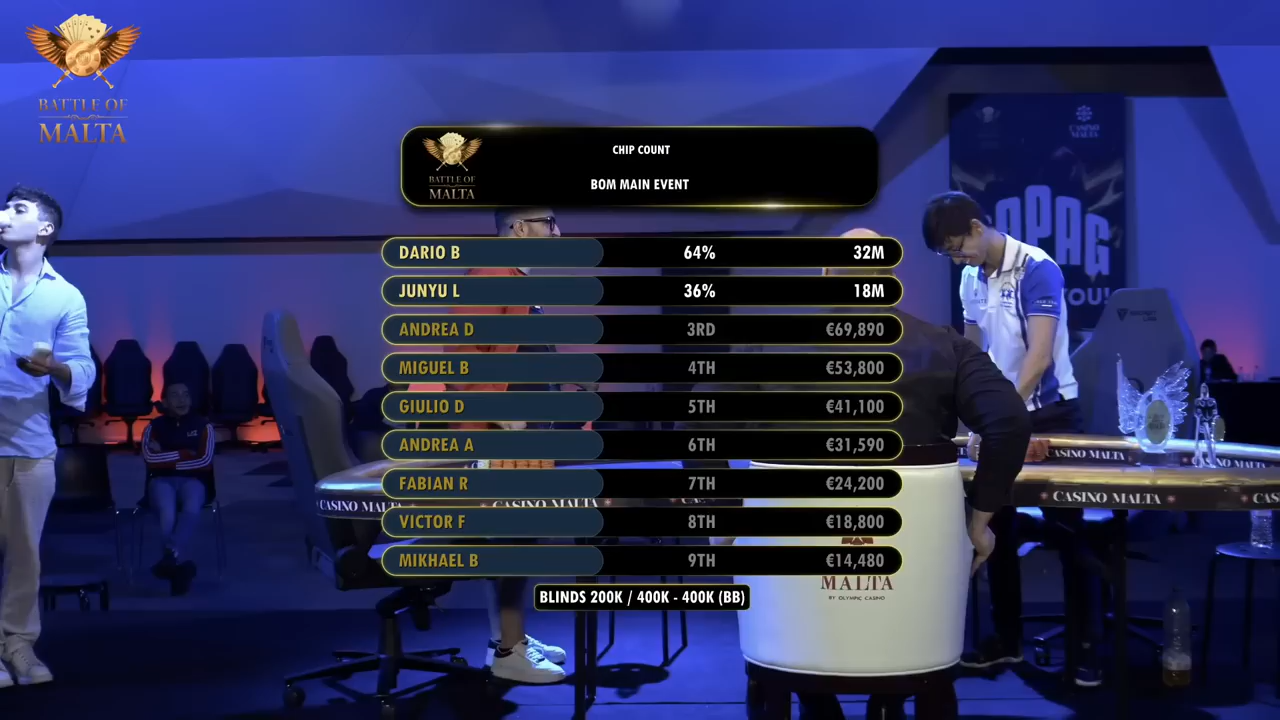 BATTLE OF
MALTA
CHIP COUNT
BOM MAIN EVENT
BATTLE OF
MALTA
DARIO B 64% 32M
JUNYU L 36% 18M
ANDREA D 3RD €69,890
MIGUEL B 4TH €53,800
GIULIO D 5TH €41,100
ANDREA A 6TH €31,590
FABIAN R 7TH €24,200
VICTOR F 8TH €18,800
MIKHAEL B 9TH €14,480
BLINDS 200K / 400K - 400K (BB)
CASINO
MALTA
YOU!
CASINO MALTA
CASINO MALTA
CASINO MALTA
MALTA
BY OLYMPIC CASINO